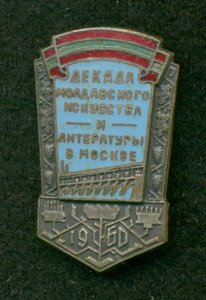 ДЕКАДА
МОЛДАВСКОГО
ИСКУССТВА
И
ЛИТЕРАТУРЫ
В МОСКВЕ
1960